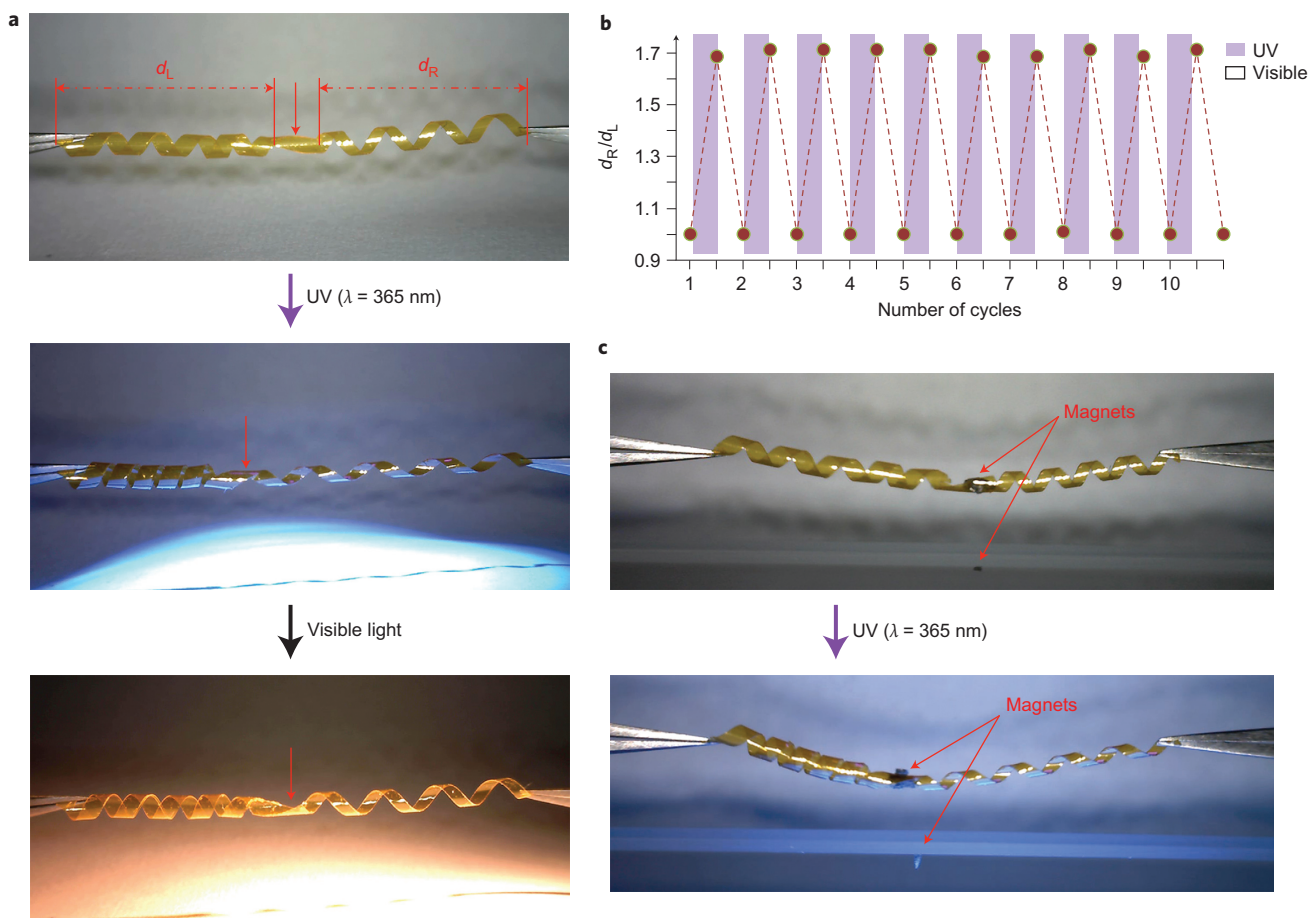 a
d_L
d_R
UV (λ = 365 nm)
Visible light
b
1.7
1.5
1.3
1.1
0.9
d_R/d_L
1 2 3 4 5 6 7 8 9 10
Number of cycles
UV
Visible
c
Magnets
UV (λ = 365 nm)
Magnets